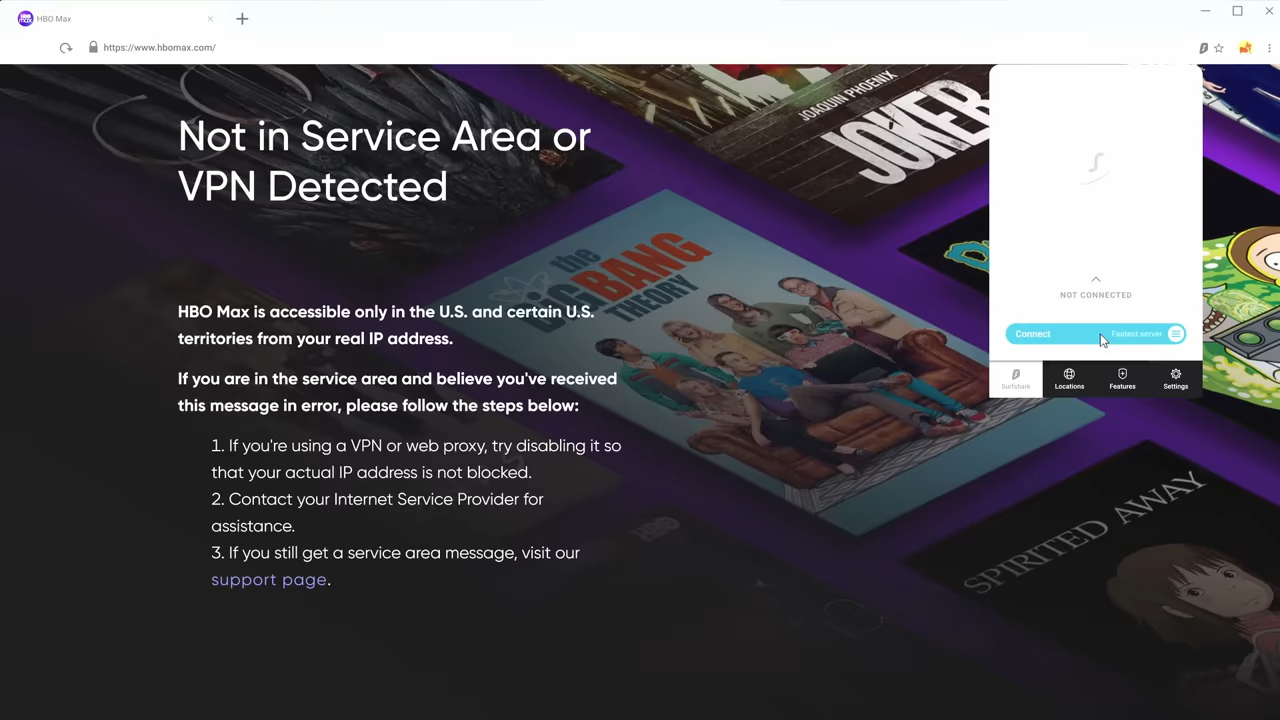 HBO Max
https://www.hbomax.com/
Not in Service Area or
VPN Detected
HBO Max is accessible only in the U.S. and certain U.S.
territories from your real IP address.
If you are in the service area and believe you've received
this message in error, please follow the steps below:
1. If you're using a VPN or web proxy, try disabling it so
that your actual IP address is not blocked.
2. Contact your Internet Service Provider for
assistance.
3. If you still get a service area message, visit our
support page.
JOAQUIN PHOENIX
JOKER
the
BIG BANG
THEORY
HBO
SPIRITED AWAY
NOT CONNECTED
Connect
Fastest server
Surfshark
Locations
Features
Settings